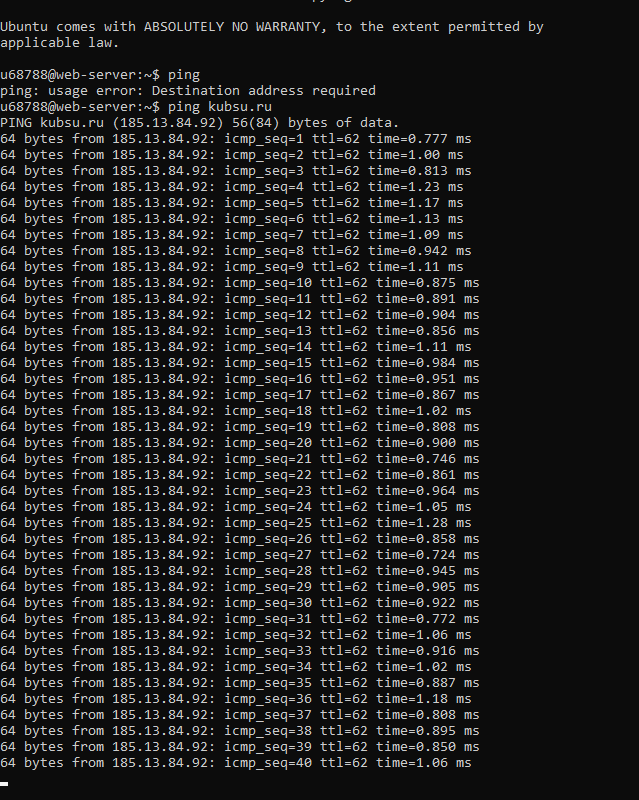 Ubuntu comes with ABSOLUTELY NO WARRANTY, to the extent permitted by
applicable law.
u68788@web-server:~$ ping
ping: usage error: Destination address required
u68788@web-server:~$ ping kubsu.ru
PING kubsu.ru (185.13.84.92) 56(84) bytes of data.
64 bytes from 185.13.84.92: icmp_seq=1 ttl=62 time=0.777 ms
64 bytes from 185.13.84.92: icmp_seq=2 ttl=62 time=1.00 ms
64 bytes from 185.13.84.92: icmp_seq=3 ttl=62 time=0.813 ms
64 bytes from 185.13.84.92: icmp_seq=4 ttl=62 time=1.23 ms
64 bytes from 185.13.84.92: icmp_seq=5 ttl=62 time=1.17 ms
64 bytes from 185.13.84.92: icmp_seq=6 ttl=62 time=1.13 ms
64 bytes from 185.13.84.92: icmp_seq=7 ttl=62 time=1.09 ms
64 bytes from 185.13.84.92: icmp_seq=8 ttl=62 time=0.942 ms
64 bytes from 185.13.84.92: icmp_seq=9 ttl=62 time=1.11 ms
64 bytes from 185.13.84.92: icmp_seq=10 ttl=62 time=0.875 ms
64 bytes from 185.13.84.92: icmp_seq=11 ttl=62 time=0.891 ms
64 bytes from 185.13.84.92: icmp_seq=12 ttl=62 time=0.904 ms
64 bytes from 185.13.84.92: icmp_seq=13 ttl=62 time=0.856 ms
64 bytes from 185.13.84.92: icmp_seq=14 ttl=62 time=1.11 ms
64 bytes from 185.13.84.92: icmp_seq=15 ttl=62 time=0.984 ms
64 bytes from 185.13.84.92: icmp_seq=16 ttl=62 time=0.951 ms
64 bytes from 185.13.84.92: icmp_seq=17 ttl=62 time=0.867 ms
64 bytes from 185.13.84.92: icmp_seq=18 ttl=62 time=1.02 ms
64 bytes from 185.13.84.92: icmp_seq=19 ttl=62 time=0.808 ms
64 bytes from 185.13.84.92: icmp_seq=20 ttl=62 time=0.900 ms
64 bytes from 185.13.84.92: icmp_seq=21 ttl=62 time=0.746 ms
64 bytes from 185.13.84.92: icmp_seq=22 ttl=62 time=0.861 ms
64 bytes from 185.13.84.92: icmp_seq=23 ttl=62 time=0.964 ms
64 bytes from 185.13.84.92: icmp_seq=24 ttl=62 time=1.05 ms
64 bytes from 185.13.84.92: icmp_seq=25 ttl=62 time=1.28 ms
64 bytes from 185.13.84.92: icmp_seq=26 ttl=62 time=0.858 ms
64 bytes from 185.13.84.92: icmp_seq=27 ttl=62 time=0.724 ms
64 bytes from 185.13.84.92: icmp_seq=28 ttl=62 time=0.945 ms
64 bytes from 185.13.84.92: icmp_seq=29 ttl=62 time=0.905 ms
64 bytes from 185.13.84.92: icmp_seq=30 ttl=62 time=0.922 ms
64 bytes from 185.13.84.92: icmp_seq=31 ttl=62 time=0.772 ms
64 bytes from 185.13.84.92: icmp_seq=32 ttl=62 time=1.06 ms
64 bytes from 185.13.84.92: icmp_seq=33 ttl=62 time=0.916 ms
64 bytes from 185.13.84.92: icmp_seq=34 ttl=62 time=1.02 ms
64 bytes from 185.13.84.92: icmp_seq=35 ttl=62 time=0.887 ms
64 bytes from 185.13.84.92: icmp_seq=36 ttl=62 time=1.18 ms
64 bytes from 185.13.84.92: icmp_seq=37 ttl=62 time=0.808 ms
64 bytes from 185.13.84.92: icmp_seq=38 ttl=62 time=0.895 ms
64 bytes from 185.13.84.92: icmp_seq=39 ttl=62 time=0.850 ms
64 bytes from 185.13.84.92: icmp_seq=40 ttl=62 time=1.06 ms